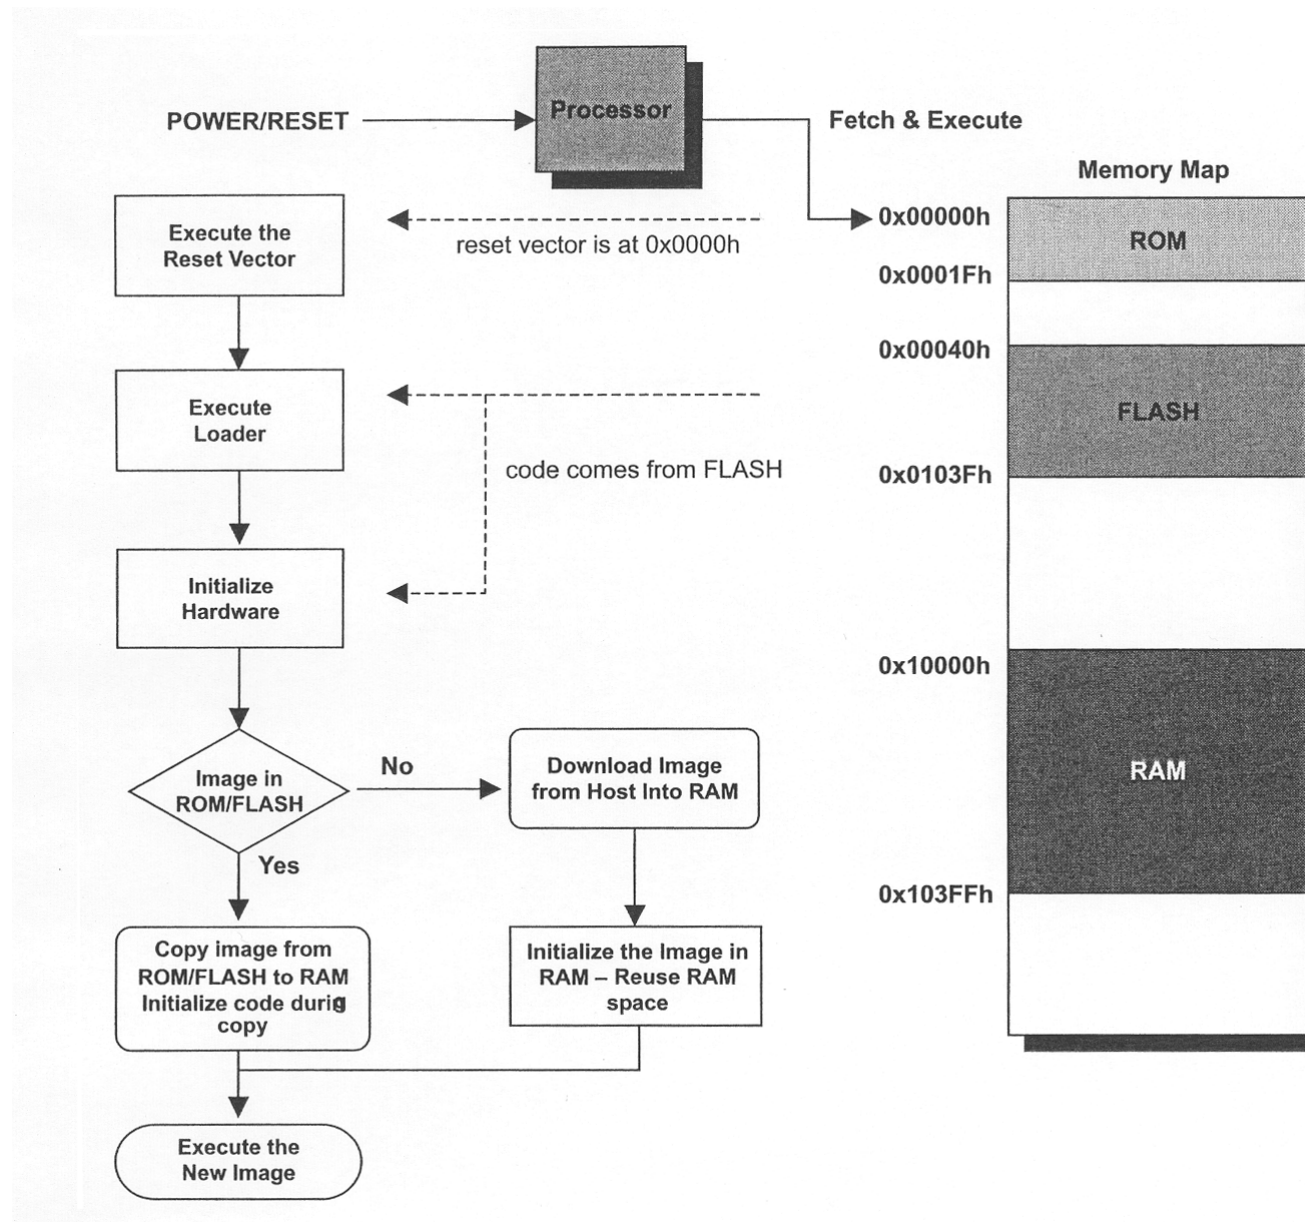 POWER/RESET
Processor
Fetch & Execute
Memory Map
Execute the
Reset Vector
reset vector is at 0x0000h
0x00000h
ROM
0x0001Fh
Execute
Loader
code comes from FLASH
0x00040h
FLASH
0x0103Fh
Initialize
Hardware
0x10000h
RAM
0x103FFh
Image in
ROM/FLASH
No
Yes
Download Image
from Host Into RAM
Copy image from
ROM/FLASH to RAM
Initialize code during
copy
Initialize the Image in
RAM – Reuse RAM
space
Execute the
New Image